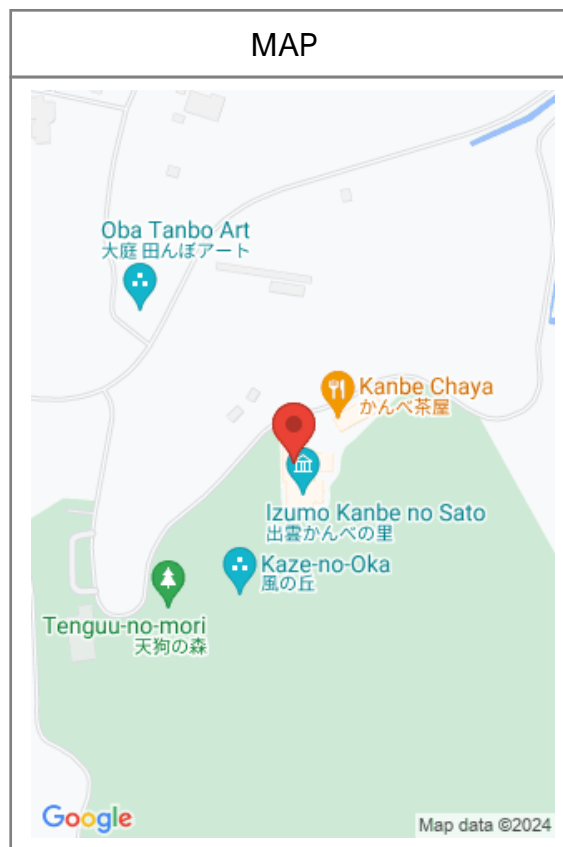 MAP
Oba Tanbo Art
大庭 田んぼアート
Kanbe Chaya
かんべ茶屋
Izumo Kanbe no Sato
出雲かんべの里
Kaze-no-Oka
風の丘
Tenguu-no-mori
天狗の森
Google
Map data ©2024